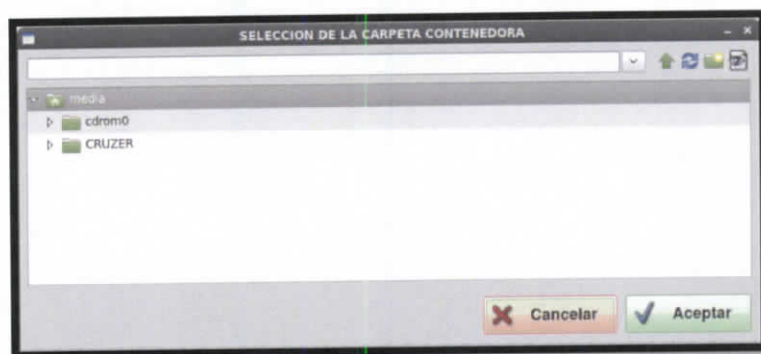 SELECCION DE LA CARPETA CONTENEDORA
media
cdrom0
CRUZER
Cancelar
Aceptar